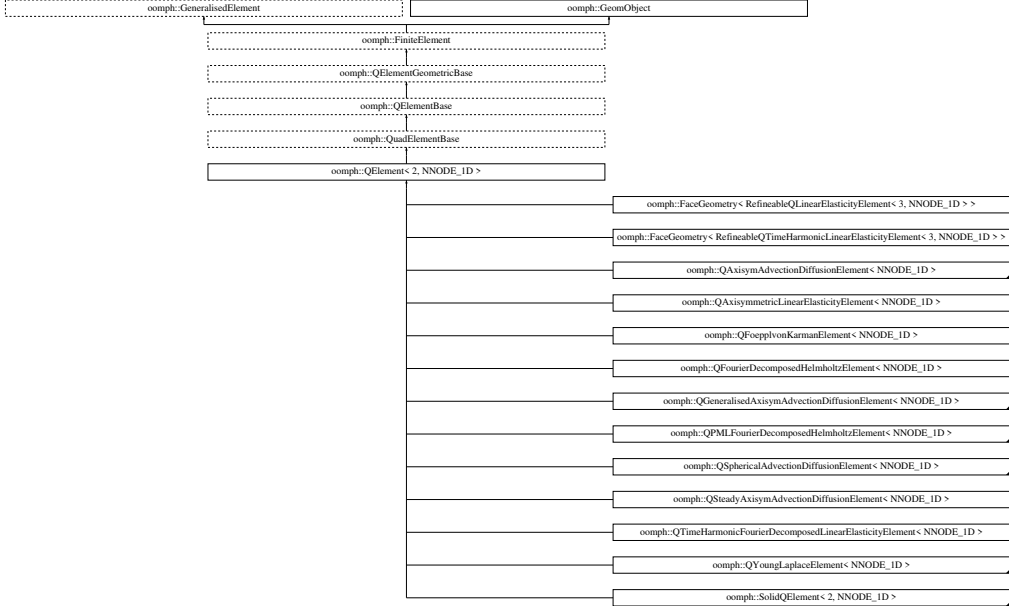 oomph::GeneralisedElement
oomph::GeomObject
oomph::FiniteElement
oomph::QElementGeometricBase
oomph::QElementBase
oomph::QuadElementBase
oomph::QElement< 2, NNODE_1D >
oomph::FaceGeometry< RefineableQLinearElasticityElement< 3, NNODE_1D > >
oomph::FaceGeometry< RefineableQTimeHarmonicLinearElasticityElement< 3, NNODE_1D > >
oomph::QAxisymAdvectionDiffusionElement< NNODE_1D >
oomph::QAxisymmetricLinearElasticityElement< NNODE_1D >
oomph::QFoepplvonKarmanElement< NNODE_1D >
oomph::QFourierDecomposedHelmholtzElement< NNODE_1D >
oomph::QGeneralisedAxisymAdvectionDiffusionElement< NNODE_1D >
oomph::QPMLFourierDecomposedHelmholtzElement< NNODE_1D >
oomph::QSphericalAdvectionDiffusionElement< NNODE_1D >
oomph::QSteadyAxisymAdvectionDiffusionElement< NNODE_1D >
oomph::QTimeHarmonicFourierDecomposedLinearElasticityElement< NNODE_1D >
oomph::QYoungLaplaceElement< NNODE_1D >
oomph::SolidQElement< 2, NNODE_1D >